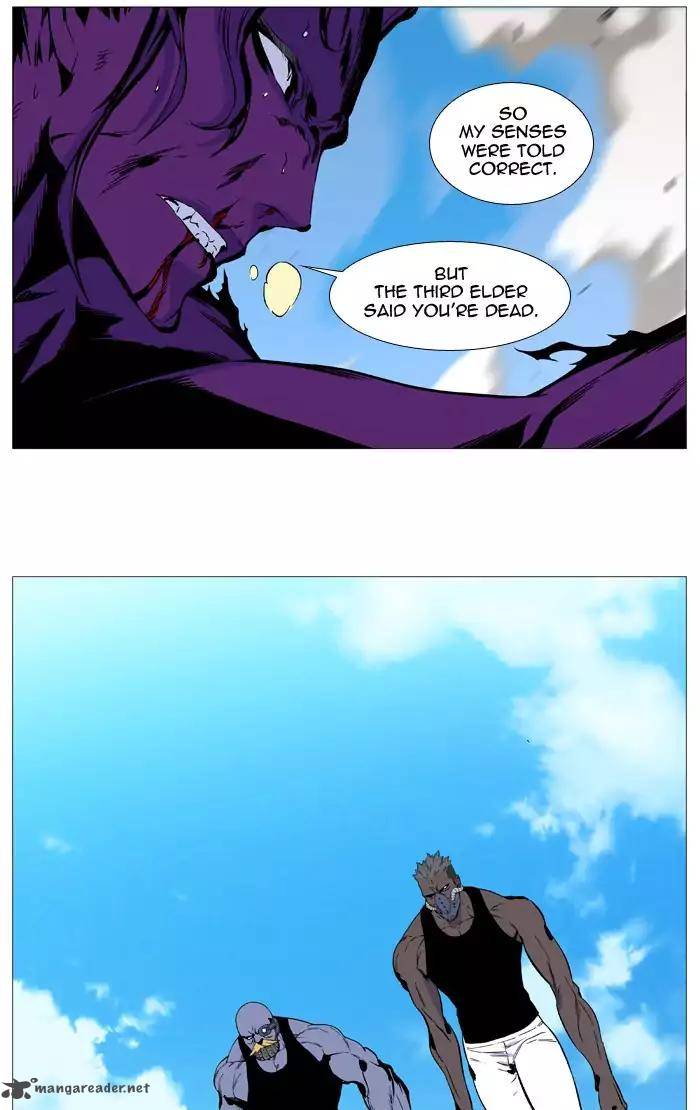 SO
MY SENSES
WERE TOLD
CORRECT.
BUT
THE THIRD ELDER
SAID YOU'RE DEAD.
mangareader.net